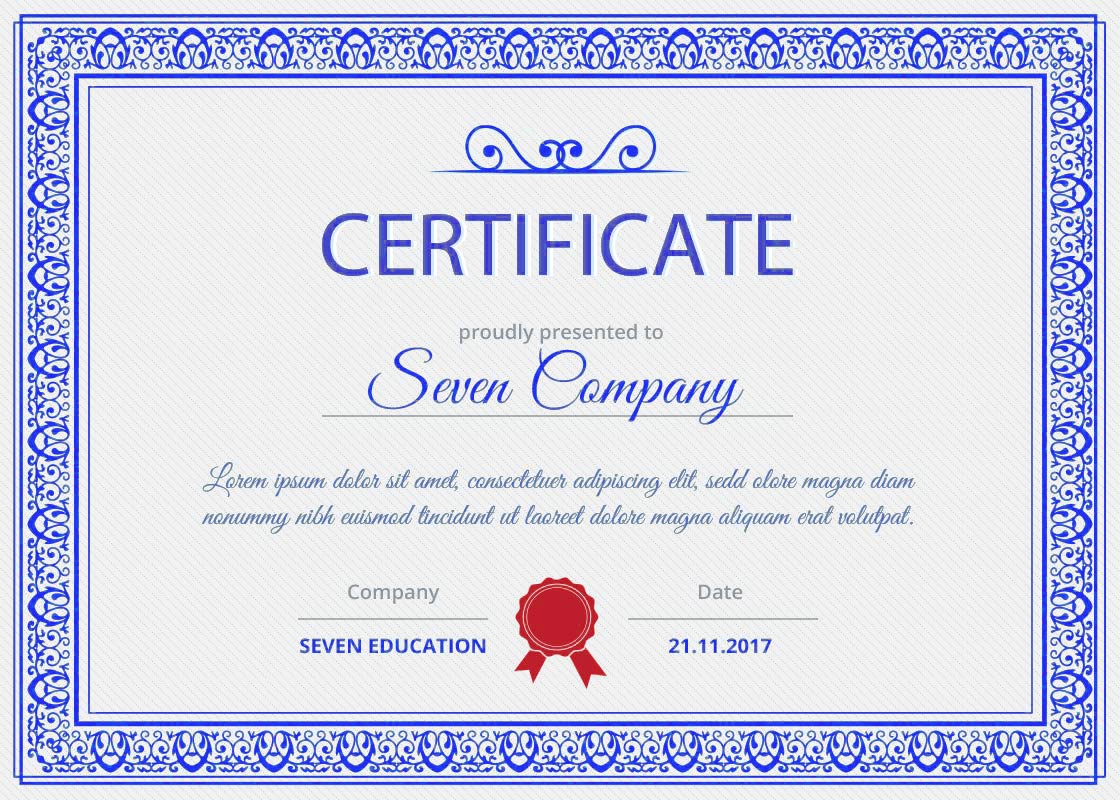 CERTIFICATE
proudly presented to
Seven Company
Lorem ipsum dolor sit amet, consectetuer adipiscing elit, sedd olore magna diam
nonummy nibh euismod tincidunt ut laoreet dolore magna aliquam erat volutpat.
Company
Date
SEVEN EDUCATION
21.11.2017